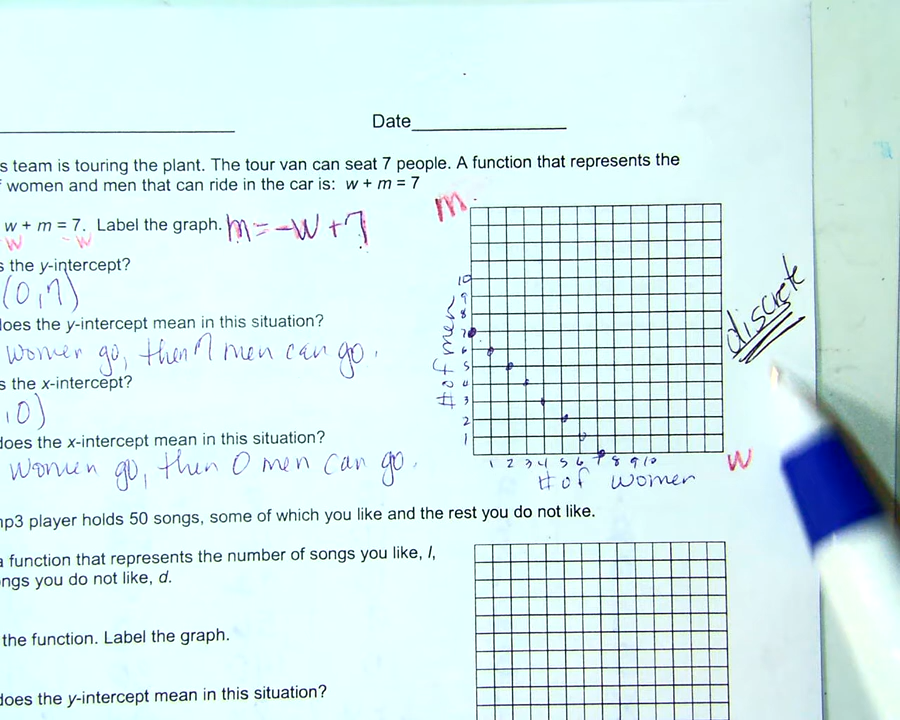 Date
s team is touring the plant. The tour van can seat 7 people. A function that represents the
f women and men that can ride in the car is: w + m = 7
w + m = 7. Label the graph. m = -w + 7
w -w
s the y-intercept?
(0,7)
does the y-intercept mean in this situation?
women go, then 7 men can go.
s the x-intercept?
,0)
does the x-intercept mean in this situation?
women go, then 0 men can go.
m
10
9
8
7
6
5
4
3
2
1
# of men
1 2 3 4 5 6 7 8 9 10
# of women
w
discrete
mp3 player holds 50 songs, some of which you like and the rest you do not like.
a function that represents the number of songs you like, l,
ongs you do not like, d.
the function. Label the graph.
does the y-intercept mean in this situation?